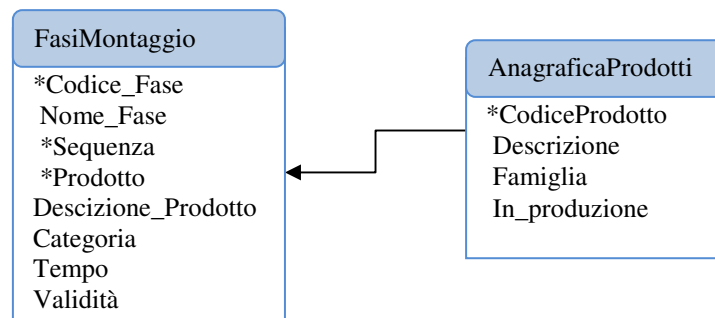 FasiMontaggio
*Codice_Fase
Nome_Fase
*Sequenza
*Prodotto
Descizione_Prodotto
Categoria
Tempo
Validità
AnagraficaProdotti
*CodiceProdotto
Descrizione
Famiglia
In_produzione